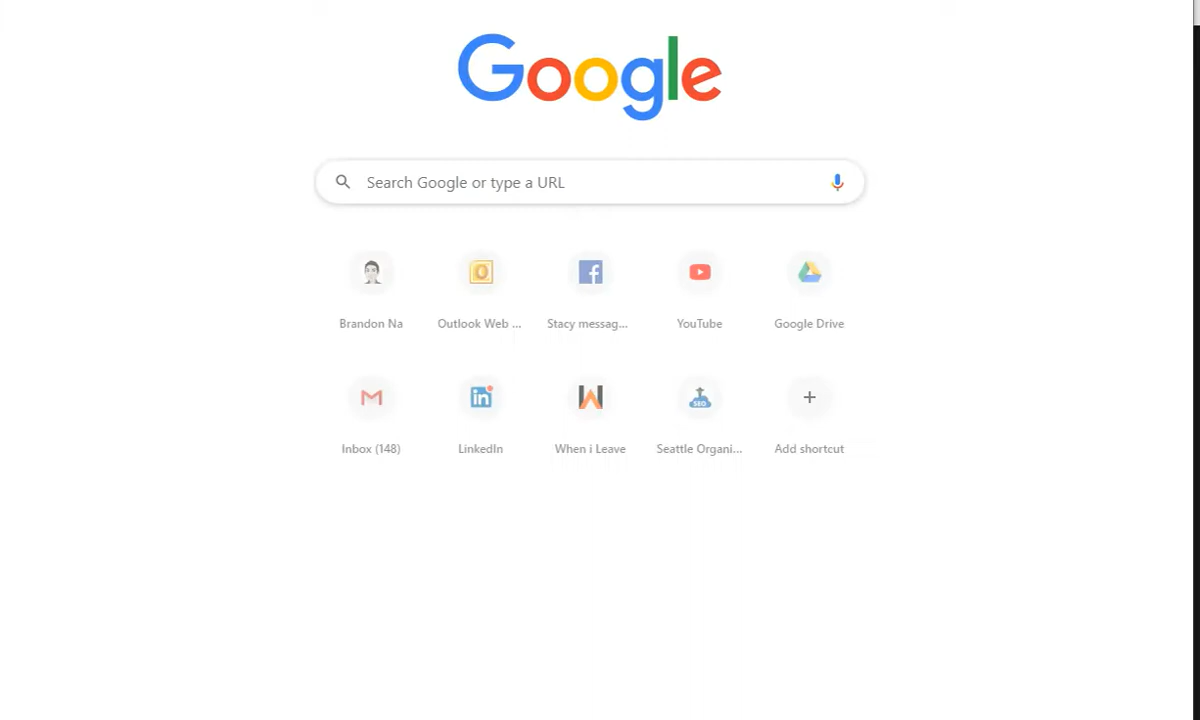 Google
Search Google or type a URL
Brandon Na
Outlook Web ...
Stacy messag...
YouTube
Google Drive
Inbox (148)
LinkedIn
When i Leave
Seattle Organi...
Add shortcut